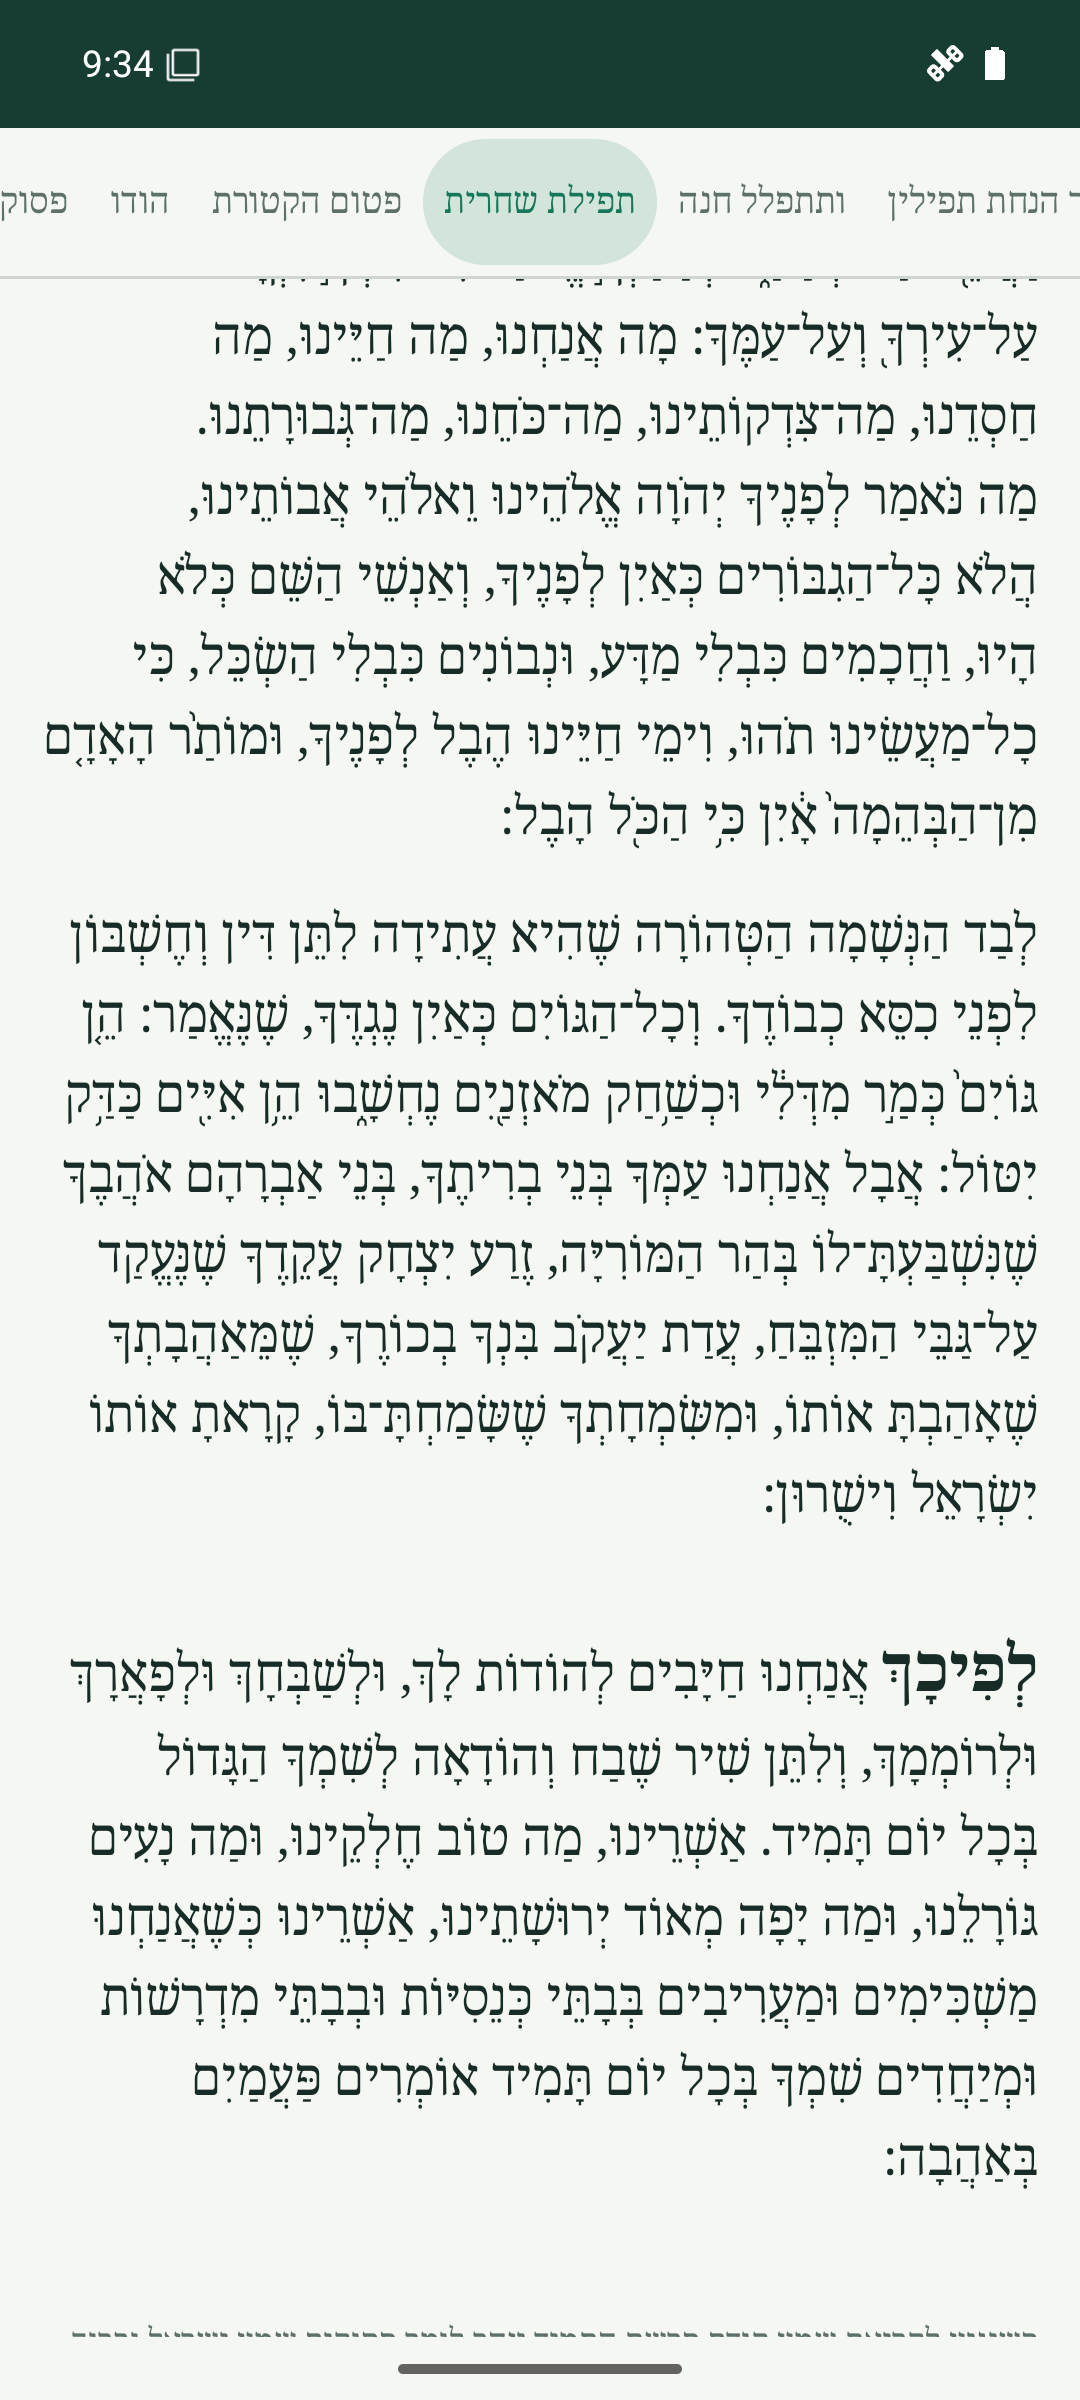 9:34
הנחת תפילין
ותתפלל חנה
תפילת שחרית
פטום הקטורת
הודו
עַל־עִירְךָ֖ וְעַל־עַמֶּךָ: מָה אֲנַחְנוּ, מַה חַיֵּינוּ, מַה
חַסְדֵנוּ, מַה־צִּדְקוֹתֵינוּ, מַה־כֹּחֵנוּ, מַה־גְּבוּרָתֵנוּ.
מַה נֹּאמַר לְפָנֶיךָ יְהֹוָה אֱלֹהֵינוּ וֵאלֹהֵי אֲבוֹתֵינוּ,
הֲלֹא כָּל־הַגִּבּוֹרִים כְּאַיִן לְפָנֶיךָ, וְאַנְשֵׁי הַשֵּׁם כְּלֹא
הָיוּ, וַחֲכָמִים כִּבְלִי מַדָּע, וּנְבוֹנִים כִּבְלִי הַשְׂכֵּל, כִּי
כָל־מַעֲשֵׂינוּ תֹהוּ, וִימֵי חַיֵּינוּ הֶבֶל לְפָנֶיךָ, וּמוֹתַ֨ר הָאָדָ֤ם
מִן־הַבְּהֵמָה֙ אָ֔יִן כִּ֥י הַכֹּ֖ל הָבֶל:
לְבַד הַנְּשָׁמָה הַטְּהוֹרָה שֶׁהִיא עֲתִידָה לִתֵּן דִּין וְחֶשְׁבּוֹן
לִפְנֵי כִסֵּא כְבוֹדֶךָ. וְכָל־הַגּוֹיִם כְּאַיִן נֶגְדֶּךָ, שֶׁנֶּאֱמַר: הֵ֤ן
גּוֹיִם֙ כְּמַ֣ר מִדְּלִ֔י וּכְשַׁ֥חַק מֹאזְנַ֖יִם נֶחְשָׁ֑בוּ הֵ֥ן אִיִּ֖ים כַּדַּ֥ק
יִטּוֹל: אֲבָל אֲנַחְנוּ עַמְּךָ בְּנֵי בְרִיתֶךָ, בְּנֵי אַבְרָהָם אֹהֲבֶךָ
שֶׁנִּשְׁבַּעְתָּ־לוֹ בְּהַר הַמּוֹרִיָּה, זֶרַע יִצְחָק עֲקֵדֶךָ שֶׁנֶּעֱקַד
עַל־גַּבֵּי הַמִּזְבֵּחַ, עֲדַת יַעֲקֹב בִּנְךָ בְכוֹרֶךָ, שֶׁמֵּאַהֲבָתְךָ
שֶׁאָהַבְתָּ אוֹתוֹ, וּמִשִּׂמְחָתְךָ שֶׁשָּׂמַחְתָּ־בּוֹ, קָרָאתָ אוֹתוֹ
יִשְׂרָאֵל וִישֻׁרוּן:
לְפִיכָךְ אֲנַחְנוּ חַיָּבִים לְהוֹדוֹת לָךְ, וּלְשַׁבְּחָךְ וּלְפָאֲרָךְ
וּלְרוֹמְמָךְ, וְלִתֵּן שִׁיר שֶׁבַח וְהוֹדָאָה לְשִׁמְךָ הַגָּדוֹל
בְּכָל יוֹם תָּמִיד. אַשְׁרֵינוּ, מַה טוֹב חֶלְקֵינוּ, וּמַה נָעִים
גּוֹרָלֵנוּ, וּמַה יָפָה מְאוֹד יְרוּשָׁתֵינוּ, אַשְׁרֵינוּ כְּשֶׁאֲנַחְנוּ
מַשְׁכִּימִים וּמַעֲרִיבִים בְּבָתֵּי כְּנֵסִיּוֹת וּבְבָתֵּי מִדְרָשׁוֹת
וּמְיַחֲדִים שִׁמְךָ בְּכָל יוֹם תָּמִיד אוֹמְרִים פַּעֲמַיִם
בְּאַהֲבָה: